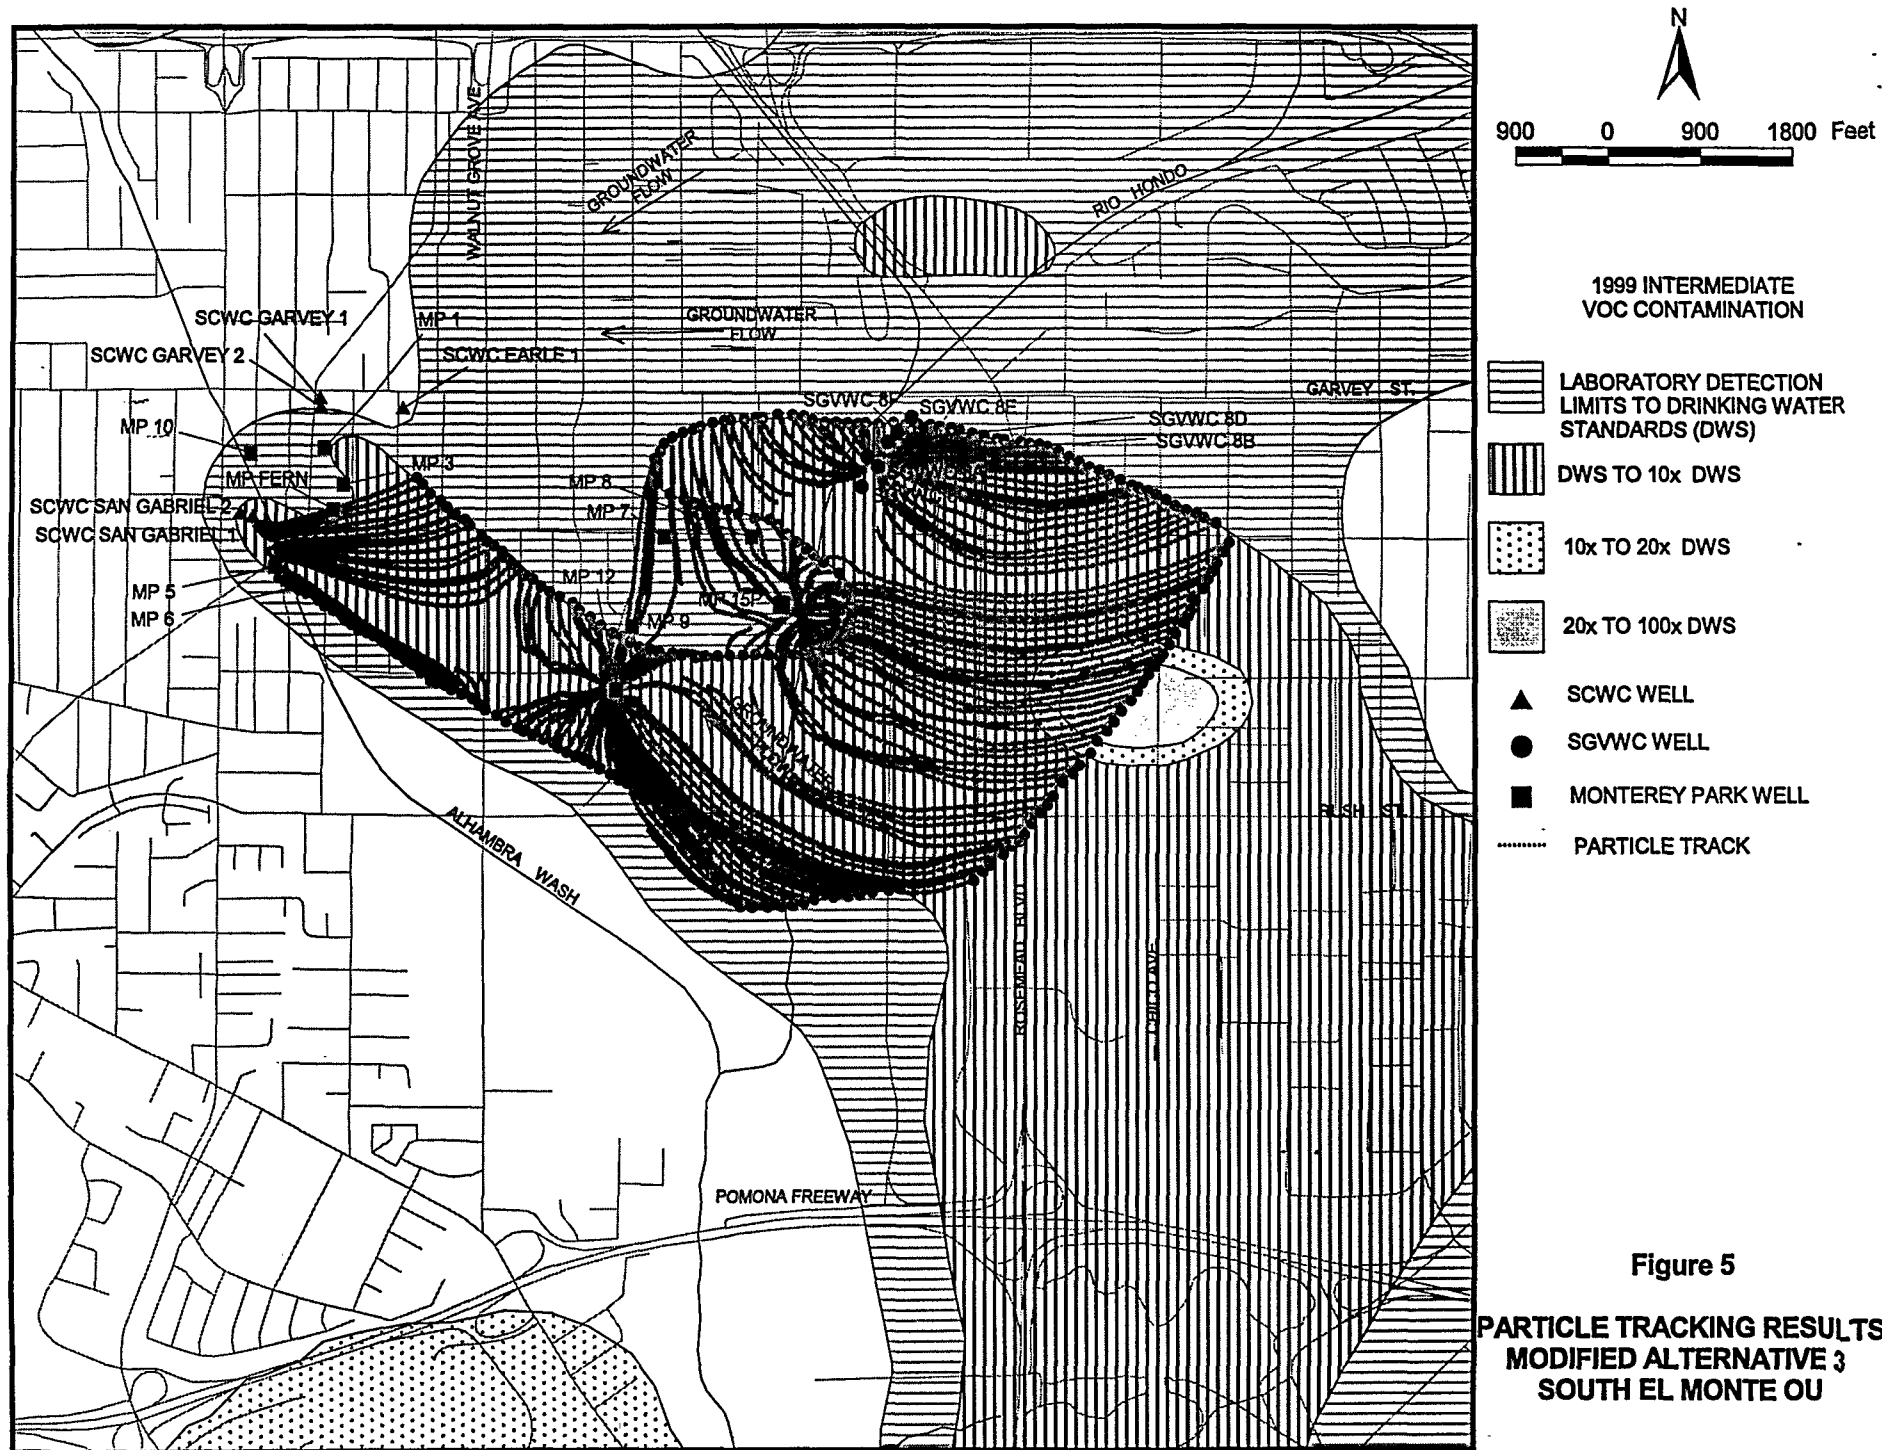 N
900 0 900 1800 Feet
1999 INTERMEDIATE
VOC CONTAMINATION
LABORATORY DETECTION
LIMITS TO DRINKING WATER
STANDARDS (DWS)
DWS TO 10x DWS
10x TO 20x DWS
20x TO 100x DWS
SCWC WELL
SGVWC WELL
MONTEREY PARK WELL
PARTICLE TRACK
Figure 5
PARTICLE TRACKING RESULTS
MODIFIED ALTERNATIVE 3
SOUTH EL MONTE OU
WALNUT GROVE AVE
GROUNDWATER
FLOW
RIO HONDO
SCWC GARVEY 1
MP 1
GROUNDWATER
FLOW
SCWC GARVEY 2
SCWC EARLE 1
GARVEY ST.
SGVWC 8F
SGVWC 8E
SGVWC 8D
SGVWC 8B
MP 10
MP 3
MP FERN
MP 8
SCWC SAN GABRIEL 2
MP 7
SCWC SAN GABRIEL 1
MP 12
MP 5
MP 15
MP 6
MP 9
GROUNDWATER
FLOW
RUSH ST.
ALHAMBRA WASH
ROSEMEAD BLVD
CHICO AVE
POMONA FREEWAY